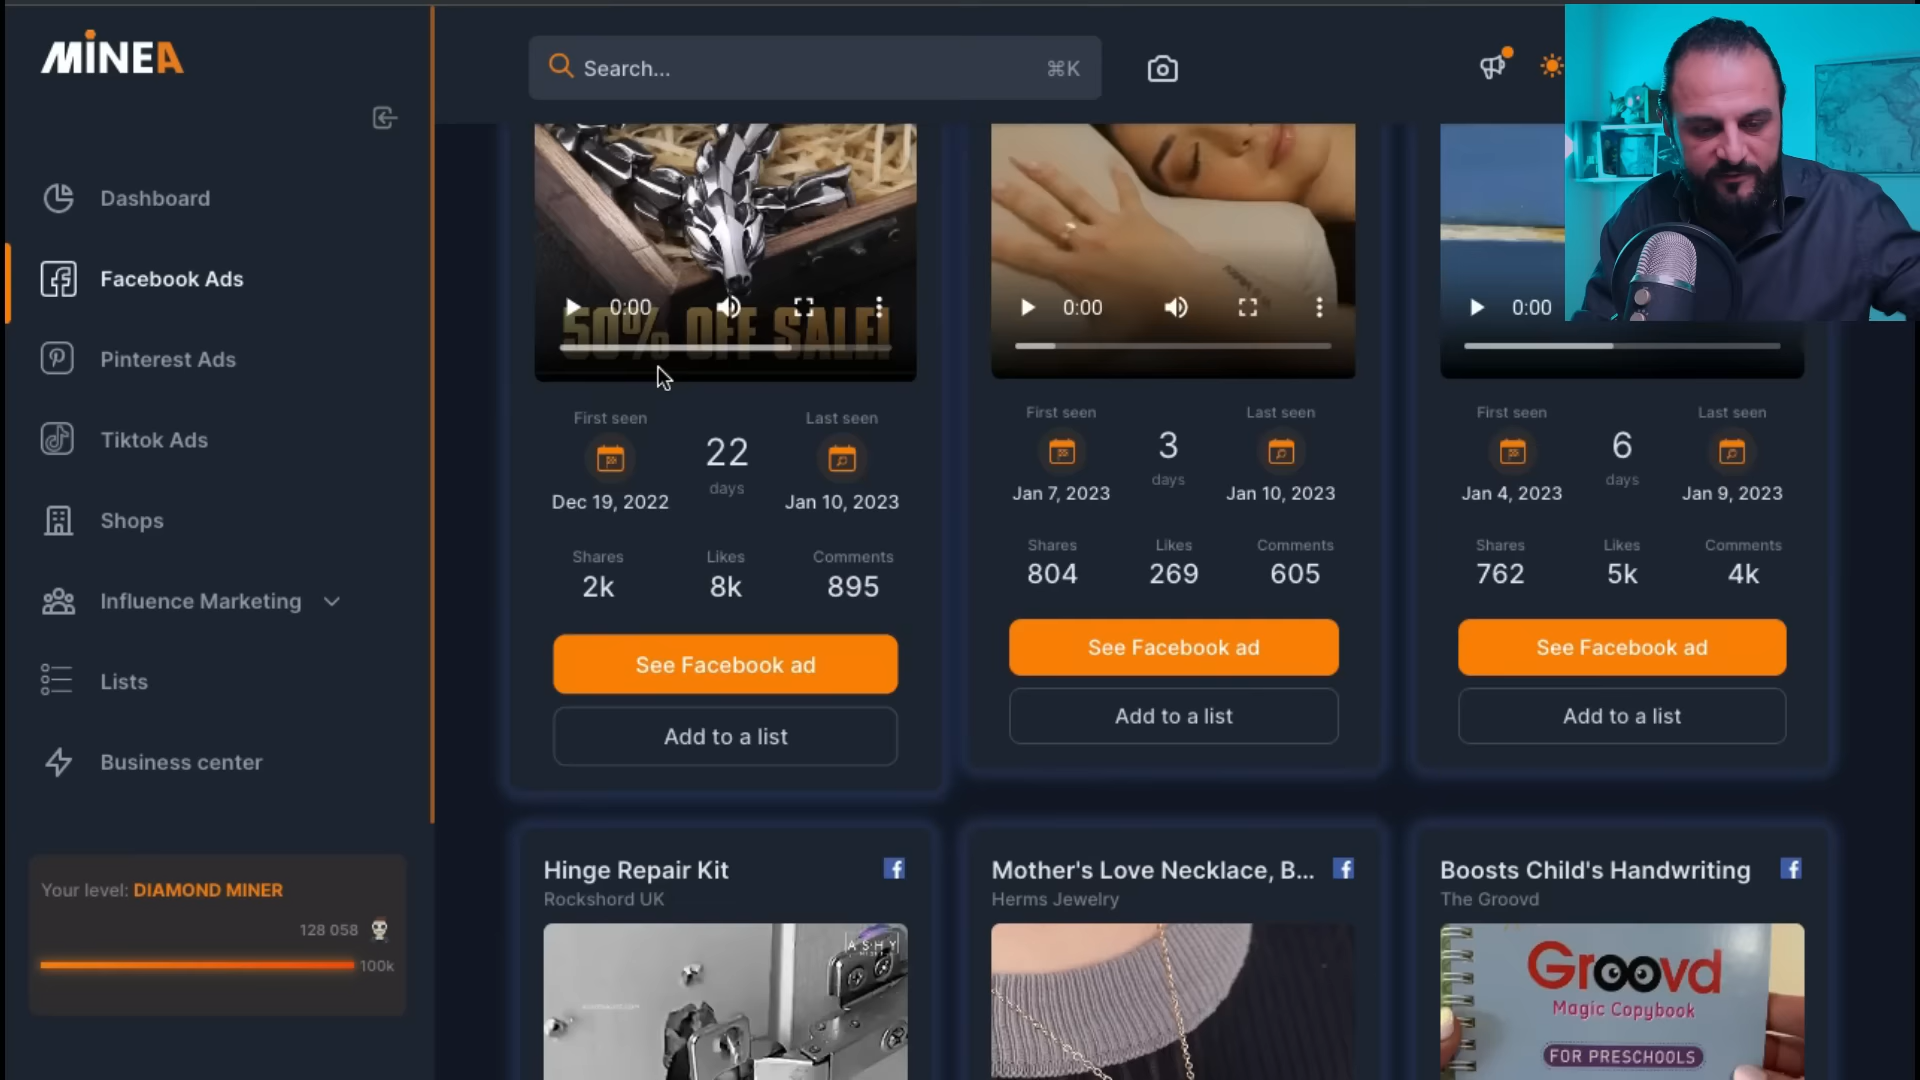 MINEA
Search...
⌘K
Dashboard
Facebook Ads
Pinterest Ads
Tiktok Ads
Shops
Influence Marketing
Lists
Business center
Your level: DIAMOND MINER
128 058
100k
0:00
50% OFF SALE!
First seen
22
days
Last seen
Dec 19, 2022
Jan 10, 2023
Shares
Likes
Comments
2k
8k
895
See Facebook ad
Add to a list
0:00
First seen
3
days
Last seen
Jan 7, 2023
Jan 10, 2023
Shares
Likes
Comments
804
269
605
See Facebook ad
Add to a list
0:00
First seen
6
days
Last seen
Jan 4, 2023
Jan 9, 2023
Shares
Likes
Comments
762
5k
4k
See Facebook ad
Add to a list
Hinge Repair Kit
Rockshord UK
ASHY
Mother's Love Necklace, B...
Herms Jewelry
Boosts Child's Handwriting
The Groovd
Groovd
Magic Copybook
FOR PRESCHOOLS